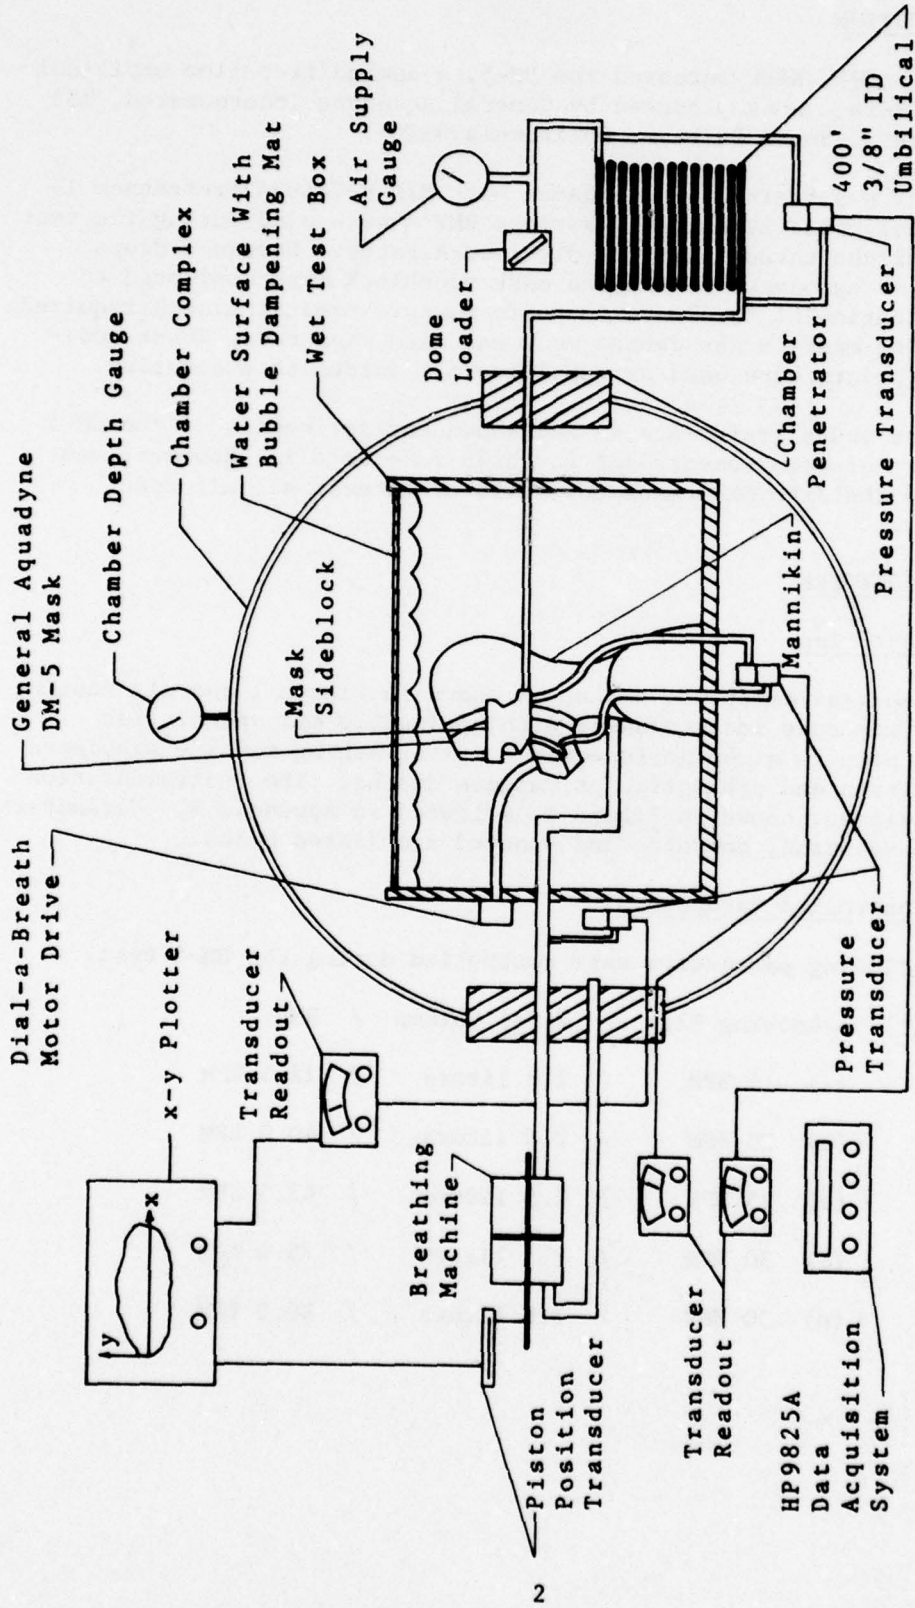 General Aquadyne
DM-5 Mask
Chamber Depth Gauge
Chamber Complex
Water Surface With
Bubble Dampening Mat
Wet Test Box
Air Supply
Gauge
Dome
Loader
Mask
Sideblock
Dial-a-Breath
Motor Drive
x-y Plotter
Transducer
Readout
y
x
Breathing
Machine
Piston
Position
Transducer
Transducer
Readout
HP9825A
Data
Acquisition
System
Pressure
Transducer
Mannikin
Chamber
Penetrator
Pressure Transducer
400'
3/8" ID
Umbilical
2